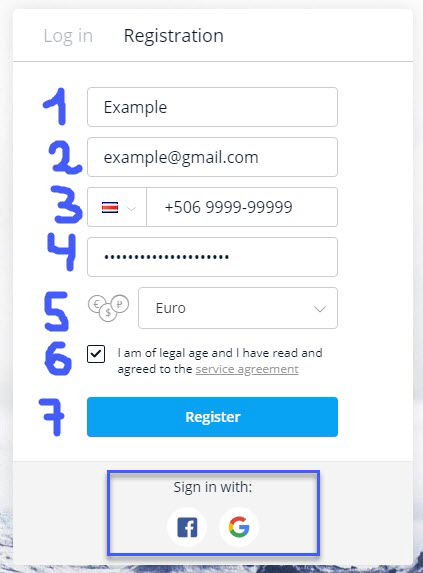 Log in Registration
1 Example
2 example@gmail.com
3 +506 9999-99999
4 •••••••••••••••••••••
5 € $ ₽ Euro
6 I am of legal age and I have read and
agreed to the service agreement
7 Register
Sign in with:
f G